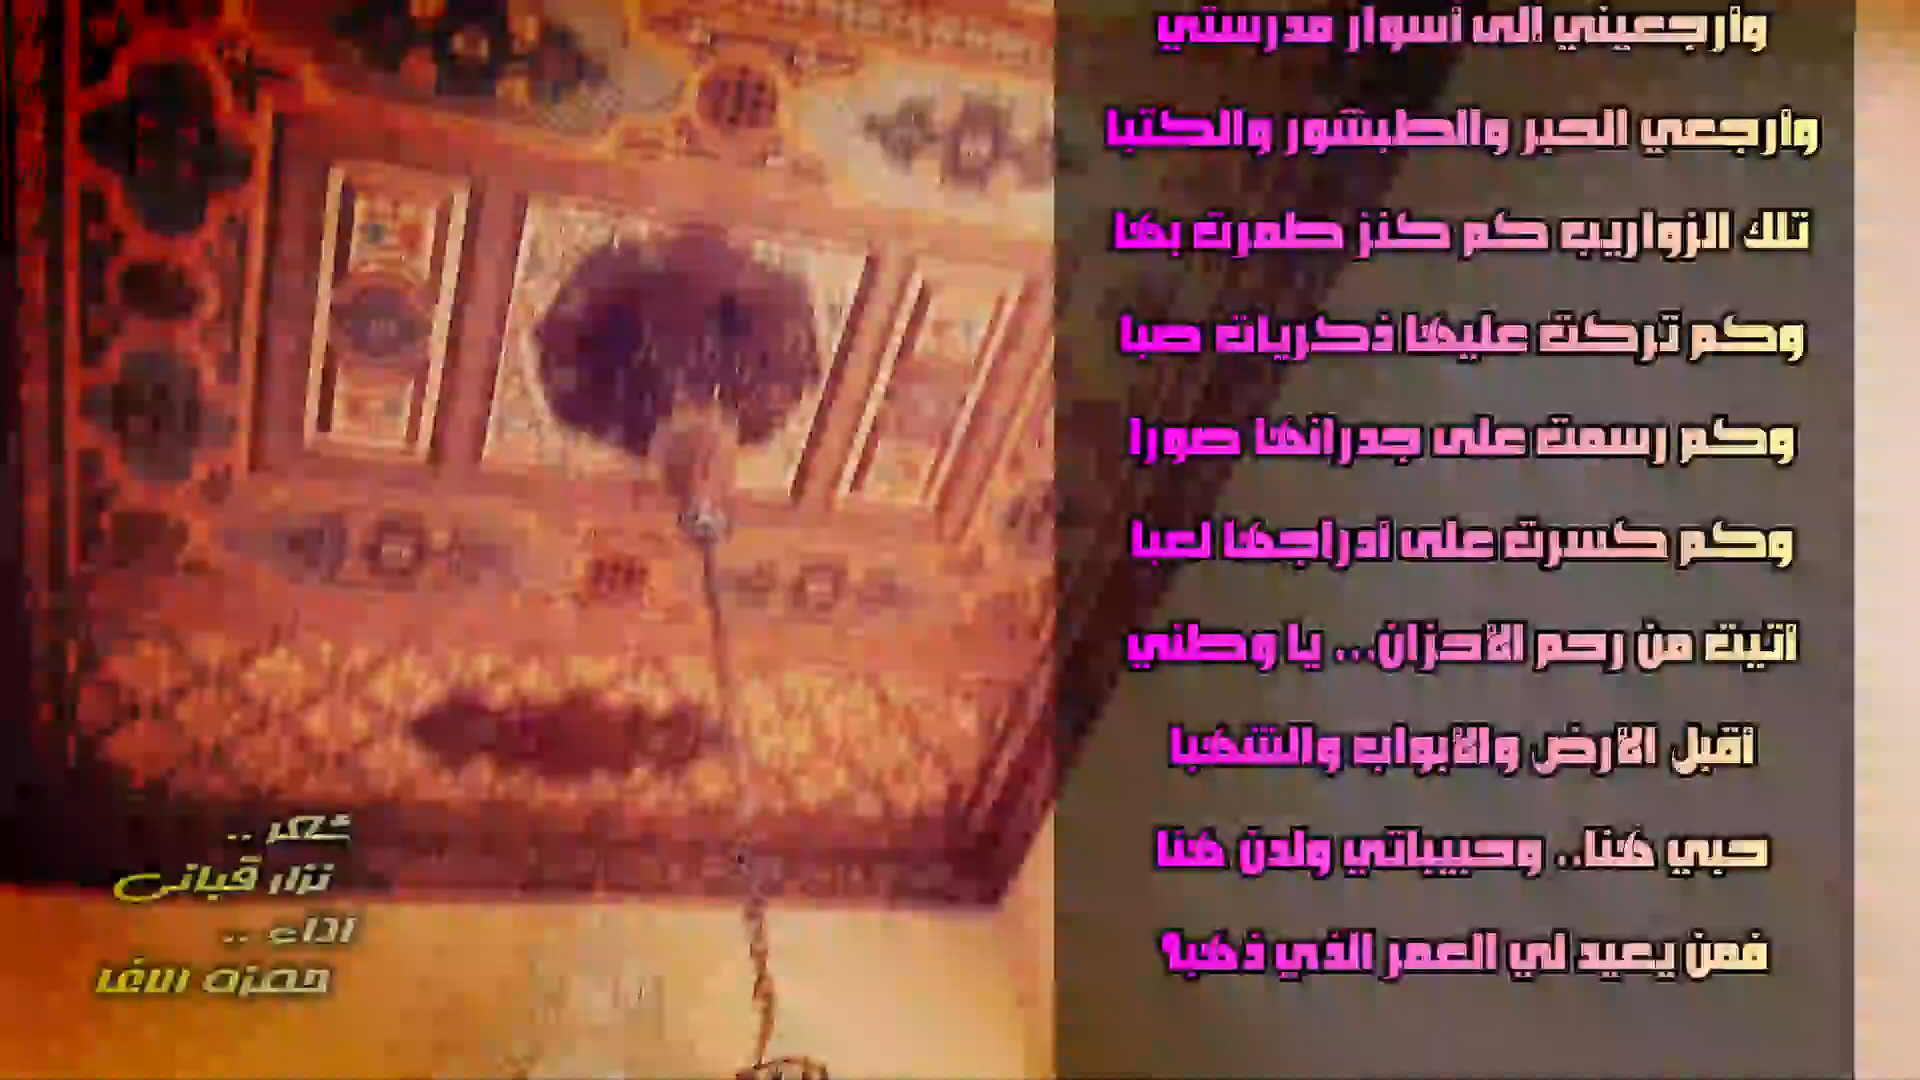 وأرجعيني الى أسوار مدرستي
وأرجعي الحبر والطبشور والكتبا
تلك الزواريب كم كنز طمرت بها
وكم تركت عليها ذكريات صبا
وكم رسمت على جدرانها صورا
وكم كسرت على أدراجها لعبا
أتيت من رحم الأحزان... يا وطني
أقبل الأرض والأبواب والشهبا
حبي هنا.. وحبيباتي ولدن هنا
فمن يعيد لي العمر الذي ذهبا
شعر ..
نزار قباني
اداء ..
حمزه الاغا